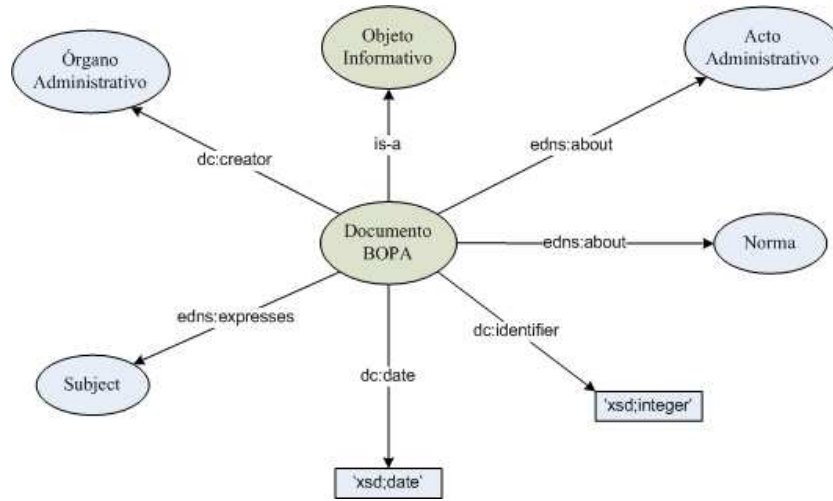 Objeto
Informativo
Órgano
Administrativo
Acto
Administrativo
is-a
edns:about
dc:creator
Documento
BOPA
edns:about
Norma
edns:expresses
dc:identifier
dc:date
Subject
'xsd;integer'
'xsd;date'